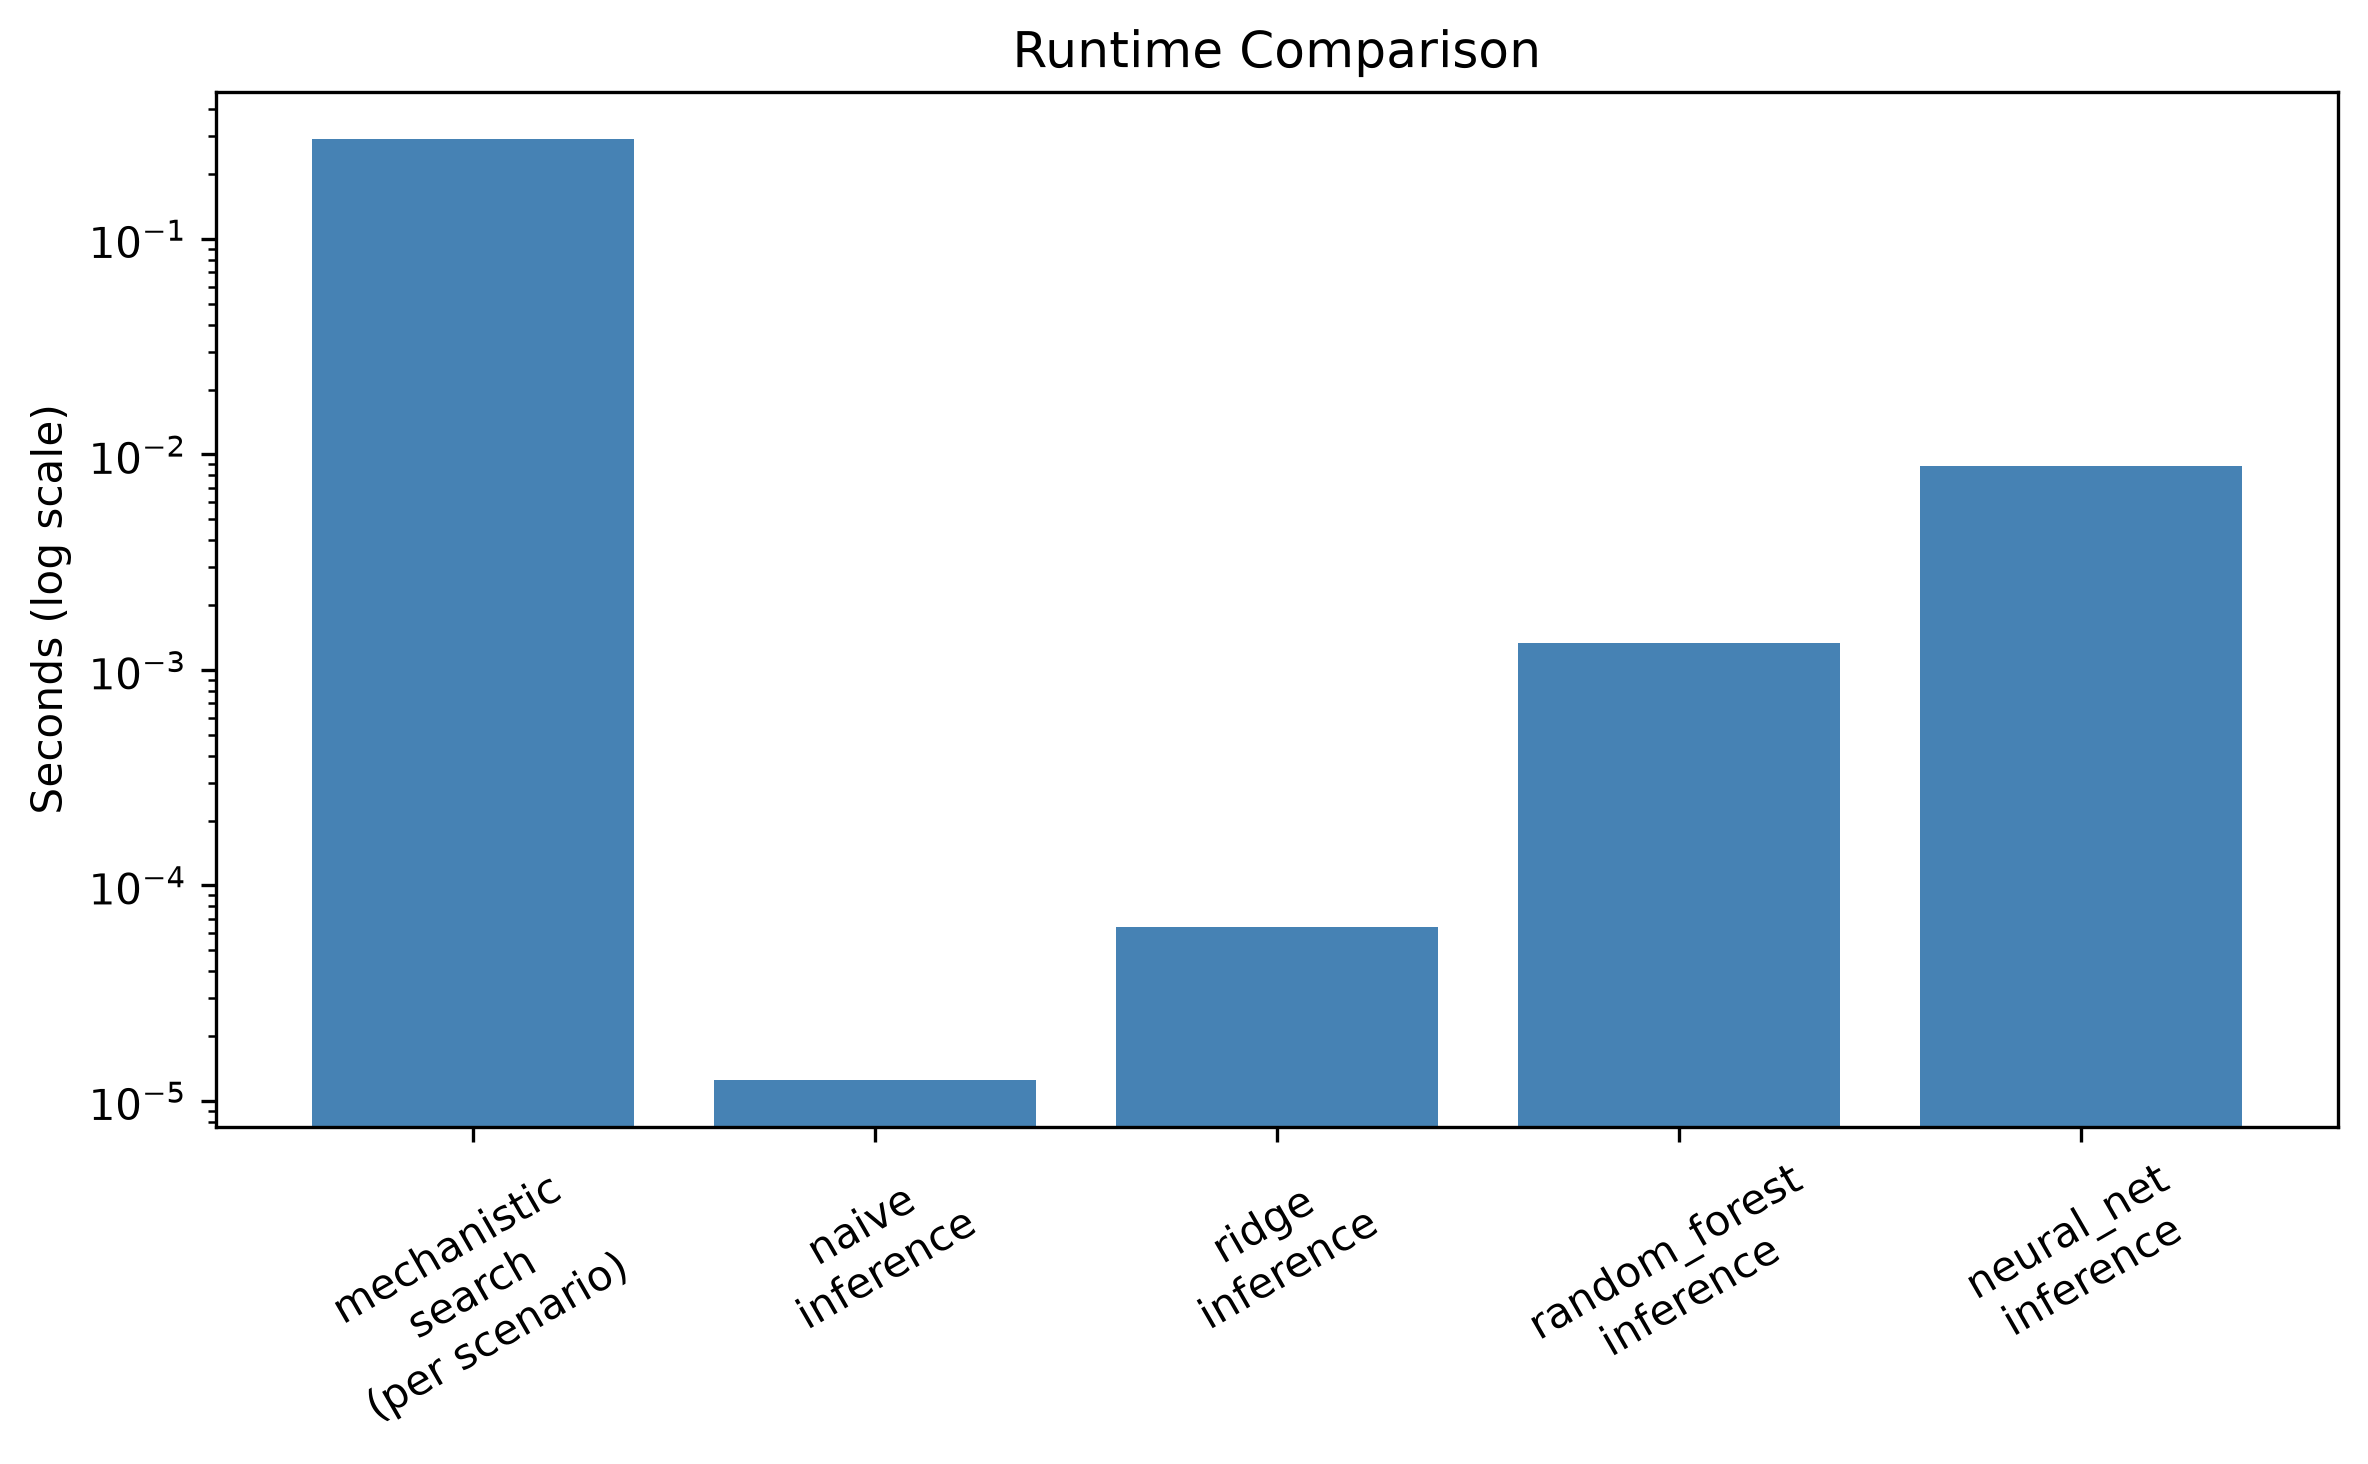 Runtime Comparison
Seconds (log scale)
10⁻¹
10⁻²
10⁻³
10⁻⁴
10⁻⁵
mechanistic
search
(per scenario)
naive
inference
ridge
inference
random_forest
inference
neural_net
inference